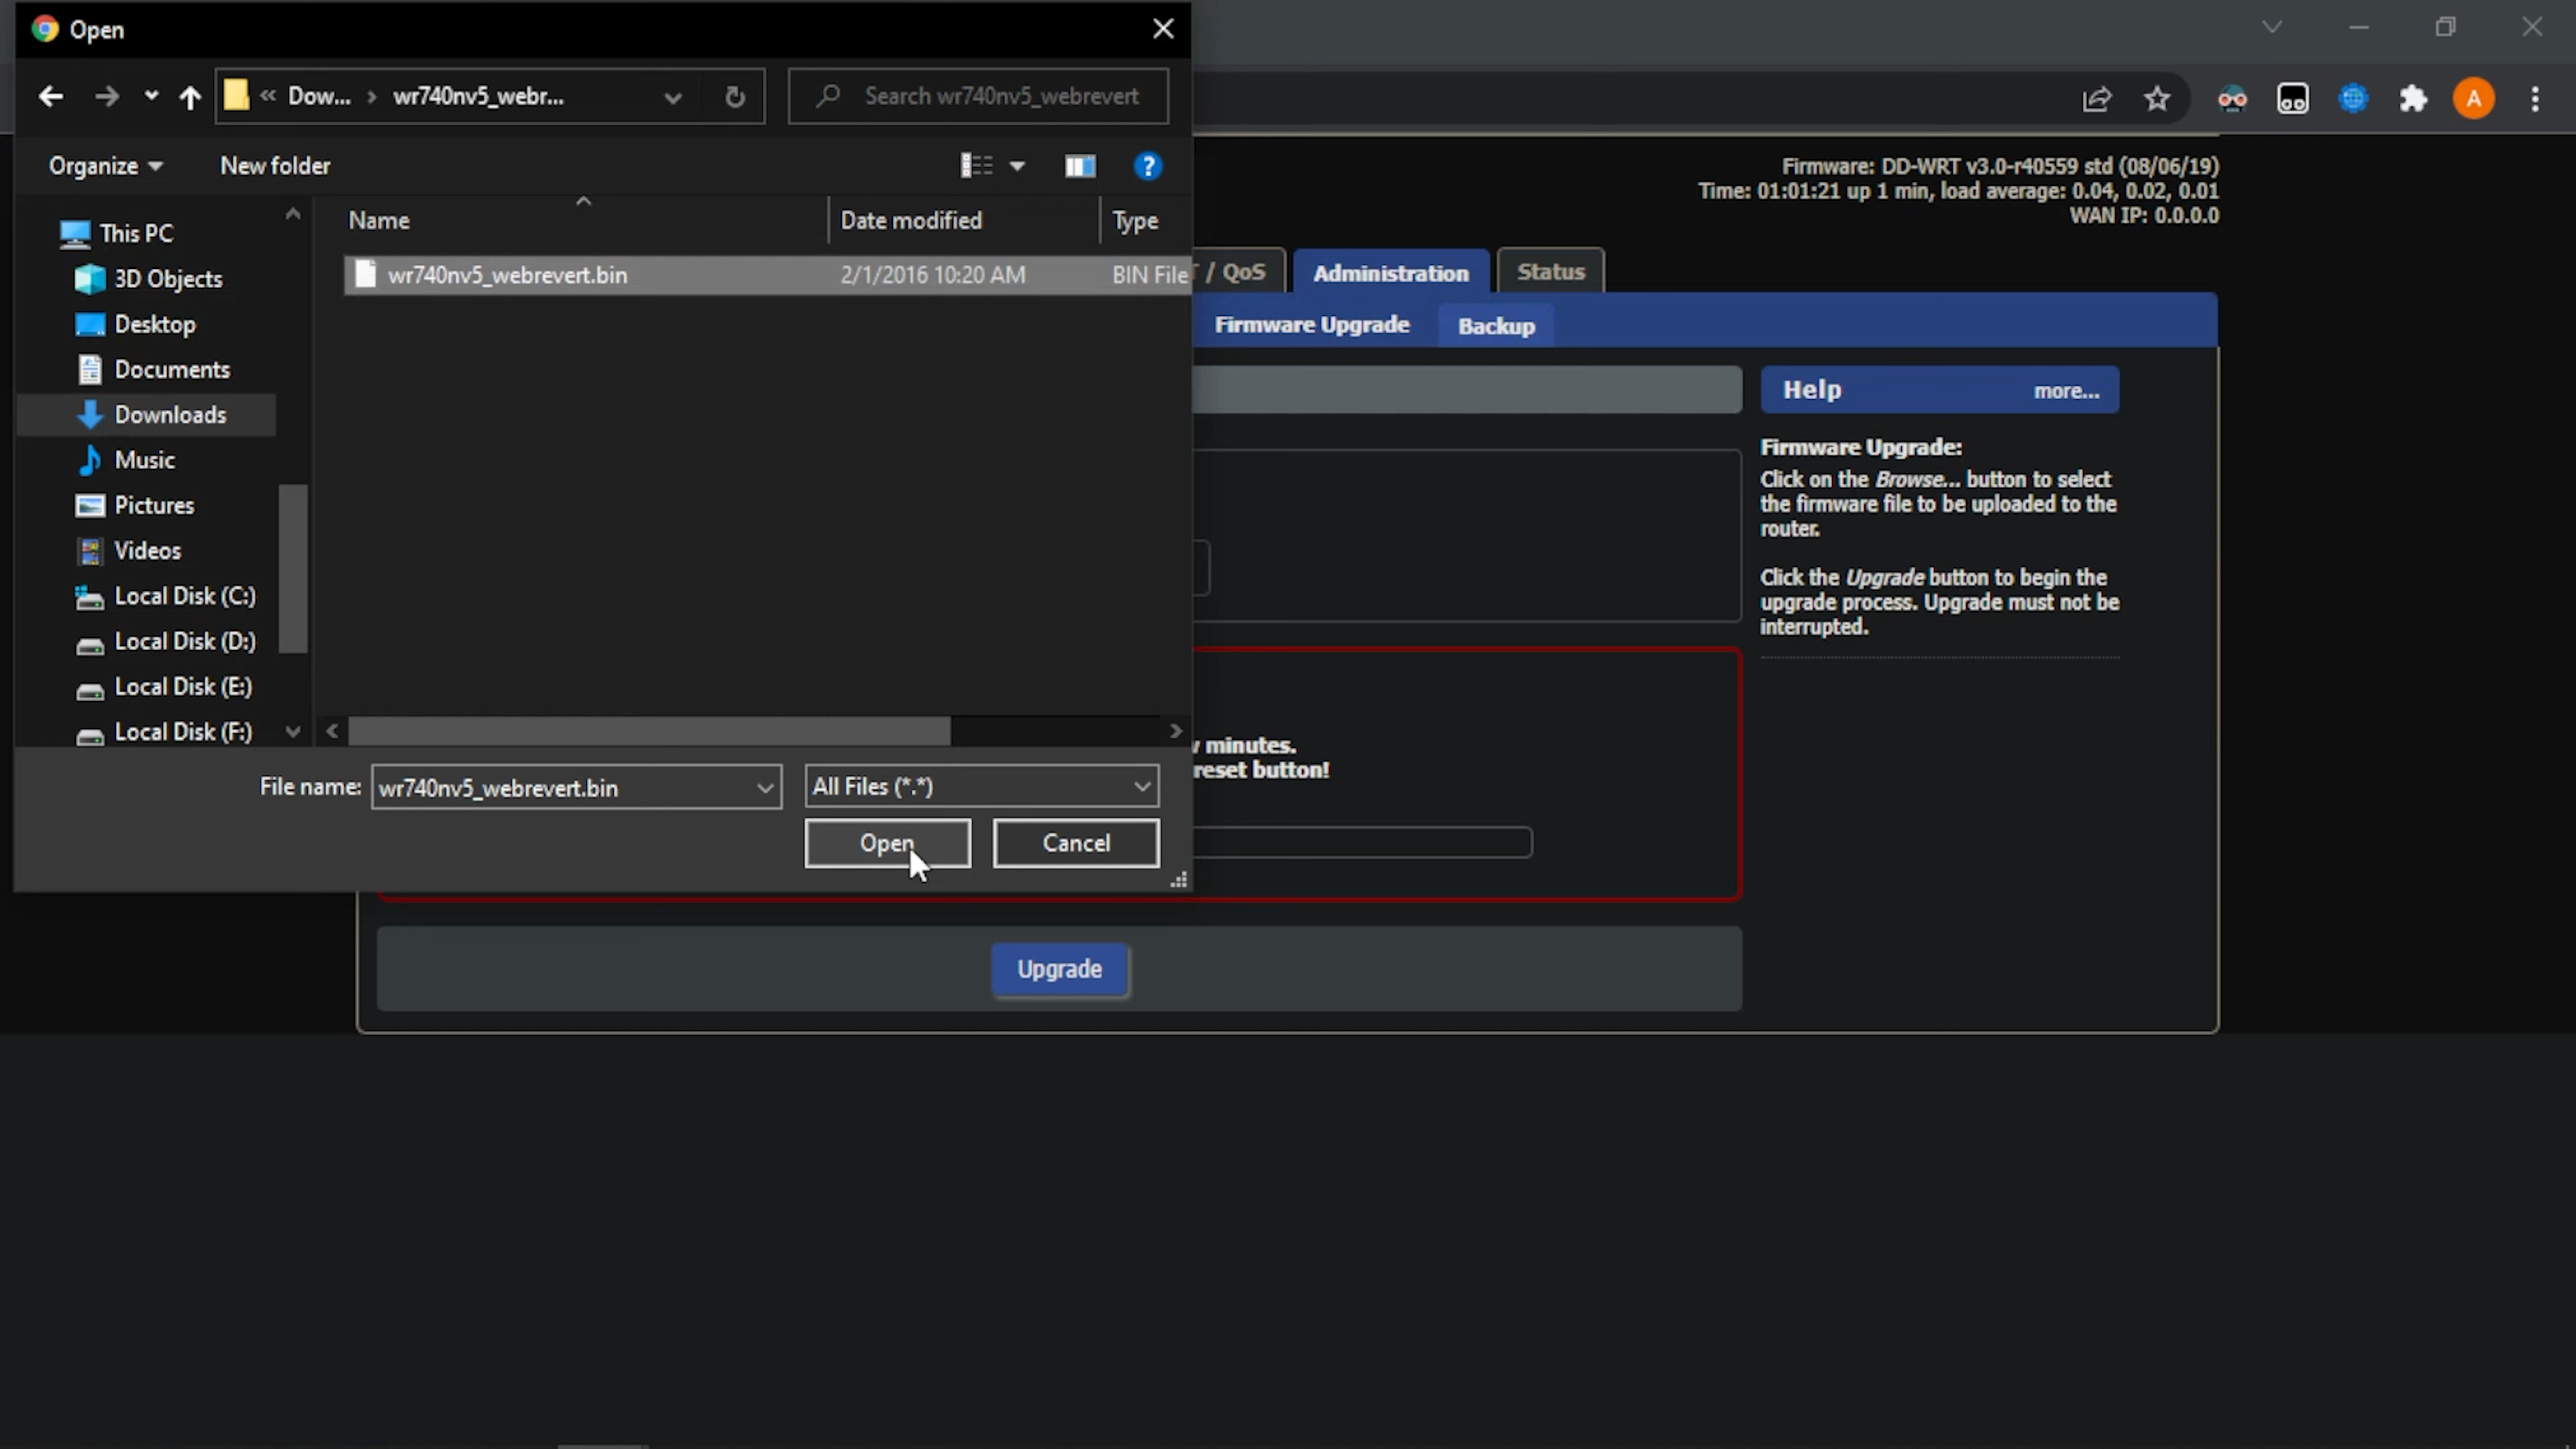 Open
Dow... › wr740nv5_webr...
Search wr740nv5_webrevert
A
Organize
New folder
?
Name
Date modified
Type
wr740nv5_webrevert.bin
2/1/2016 10:20 AM
BIN File
This PC
3D Objects
Desktop
Documents
Downloads
Music
Pictures
Videos
Local Disk (C:)
Local Disk (D:)
Local Disk (E:)
Local Disk (F:)
File name:
wr740nv5_webrevert.bin
All Files (*.*)
Open
Cancel
Firmware: DD-WRT v3.0-r40559 std (08/06/19)
Time: 01:01:21 up 1 min, load average: 0.04, 0.02, 0.01
WAN IP: 0.0.0.0
/ QoS
Administration
Status
Firmware Upgrade
Backup
Help
more...
Firmware Upgrade:
Click on the Browse... button to select
the firmware file to be uploaded to the
router.
Click the Upgrade button to begin the
upgrade process. Upgrade must not be
interrupted.
minutes.
reset button!
Upgrade